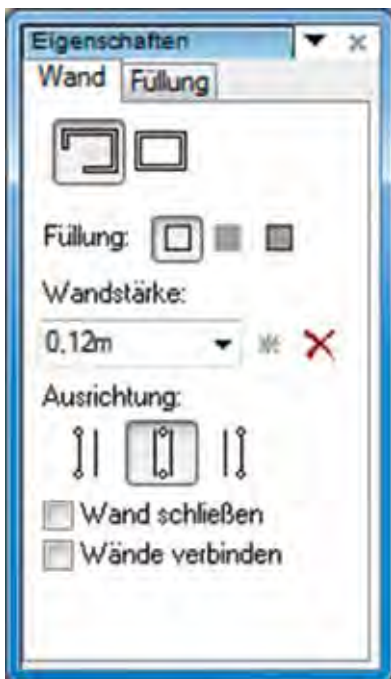 Eigenschaften
Wand Füllung
Füllung:
Wandstärke:
0,12m
Ausrichtung:
Wand schließen
Wände verbinden